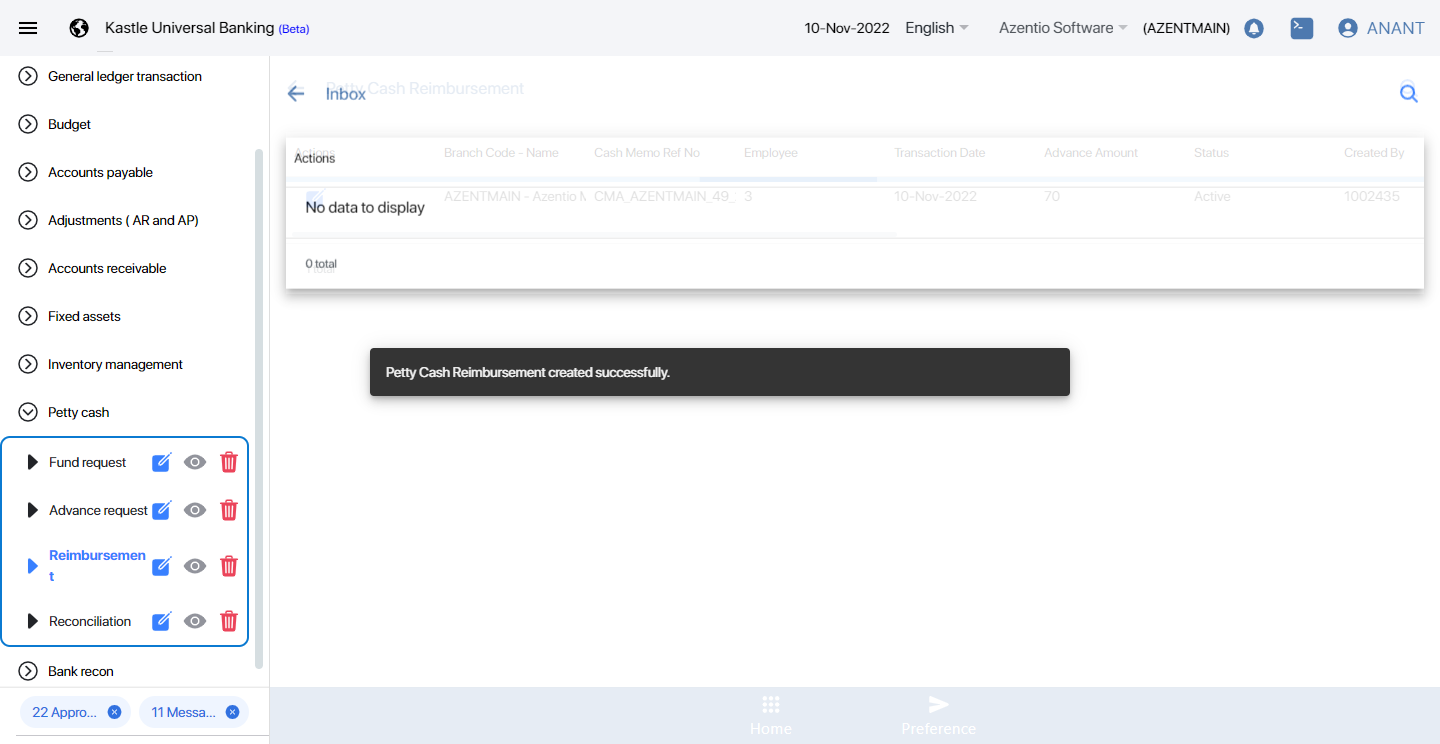 Kastle Universal Banking (Beta)
10-Nov-2022
English
Azentio Software
(AZENTMAIN)
ANANT
General ledger transaction
Budget
Accounts payable
Adjustments ( AR and AP)
Accounts receivable
Fixed assets
Inventory management
Petty cash
Fund request
Advance request
Reimbursemen
t
Reconciliation
Bank recon
22 Appro...
11 Messa...
Petty Cash Reimbursement
Inbox
Actions Branch Code - Name Cash Memo Ref No Employee Transaction Date Advance Amount Status Created By
Actions
AZENTMAIN - Azentio M CMA_AZENTMAIN_49_ 3 10-Nov-2022 70 Active 1002435
No data to display
0 total
Petty Cash Reimbursement created successfully.
Home
Preference